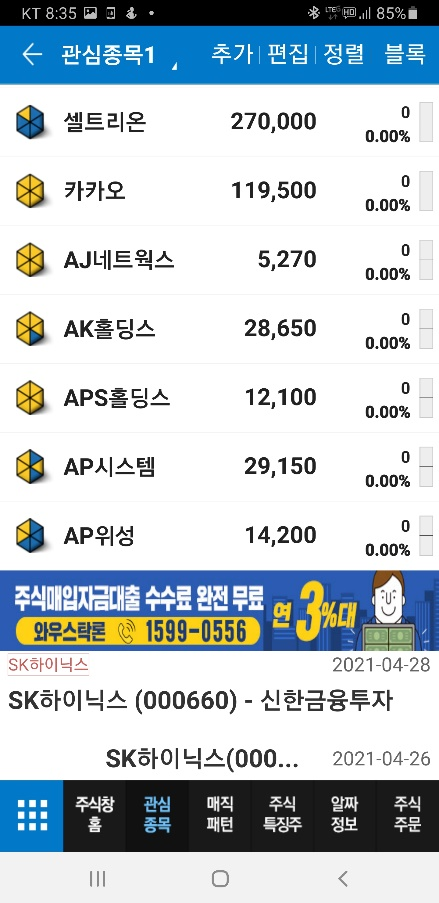 KT 8:35 LTE HD 85%
관심종목1 추가 편집 정렬 블록
셀트리온 270,000 0 0.00%
카카오 119,500 0 0.00%
AJ네트웍스 5,270 0 0.00%
AK홀딩스 28,650 0 0.00%
APS홀딩스 12,100 0 0.00%
AP시스템 29,150 0 0.00%
AP위성 14,200 0 0.00%
주식매입자금대출 수수료 완전 무료
와우스탁론 1599-0556
연 3%대
SK하이닉스 2021-04-28
SK하이닉스 (000660) - 신한금융투자
SK하이닉스(000... 2021-04-26
주식창 홈 관심 종목 매직 패턴 주식 특징주 알짜 정보 주식 주문